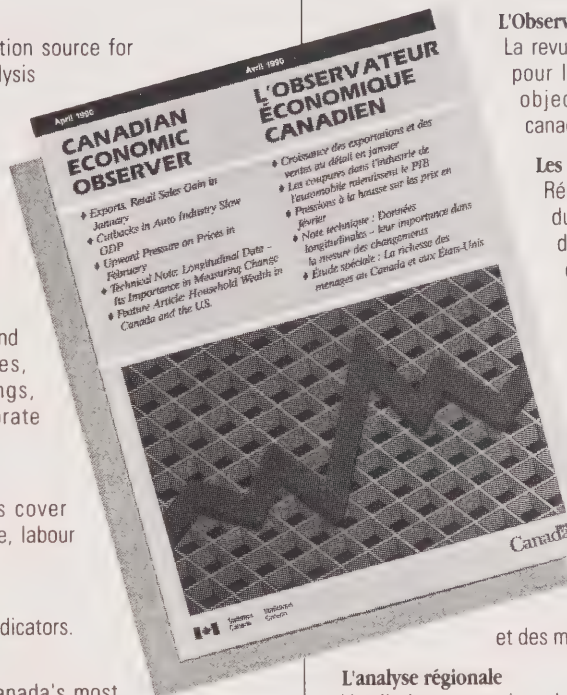 tion source for
lysis
nd
es,
ngs,
orate
s cover
e, labour
dicators.
anada's most
April 1990
CANADIAN
ECONOMIC
OBSERVER
♦ Exports, Retail Sales Gain in
January
♦ Cutbacks in Auto Industry Slow
GDP
♦ Upward Pressure on Prices in
February
♦ Technical Note: Longitudinal Data –
Its Importance in Measuring Change
♦ Feature Article: Household Wealth in
Canada and the U.S.
Avril 1990
L'OBSERVATEUR
ÉCONOMIQUE
CANADIEN
♦ Croissance des exportations et des
ventes au détail en janvier
♦ Les coupures dans l'industrie de
l'automobile ralentissent le PIB
♦ Pressions à la hausse sur les prix en
février
♦ Note technique : Données
longitudinales – leur importance dans
la mesure des changements
♦ Étude spéciale : La richesse des
ménages au Canada et aux États-Unis
Statistics Statistique
Canada Canada
Canada
L'Observ
La revu
pour l
objec
canad
Les
Ré
du
d
et des m
L'analyse régionale